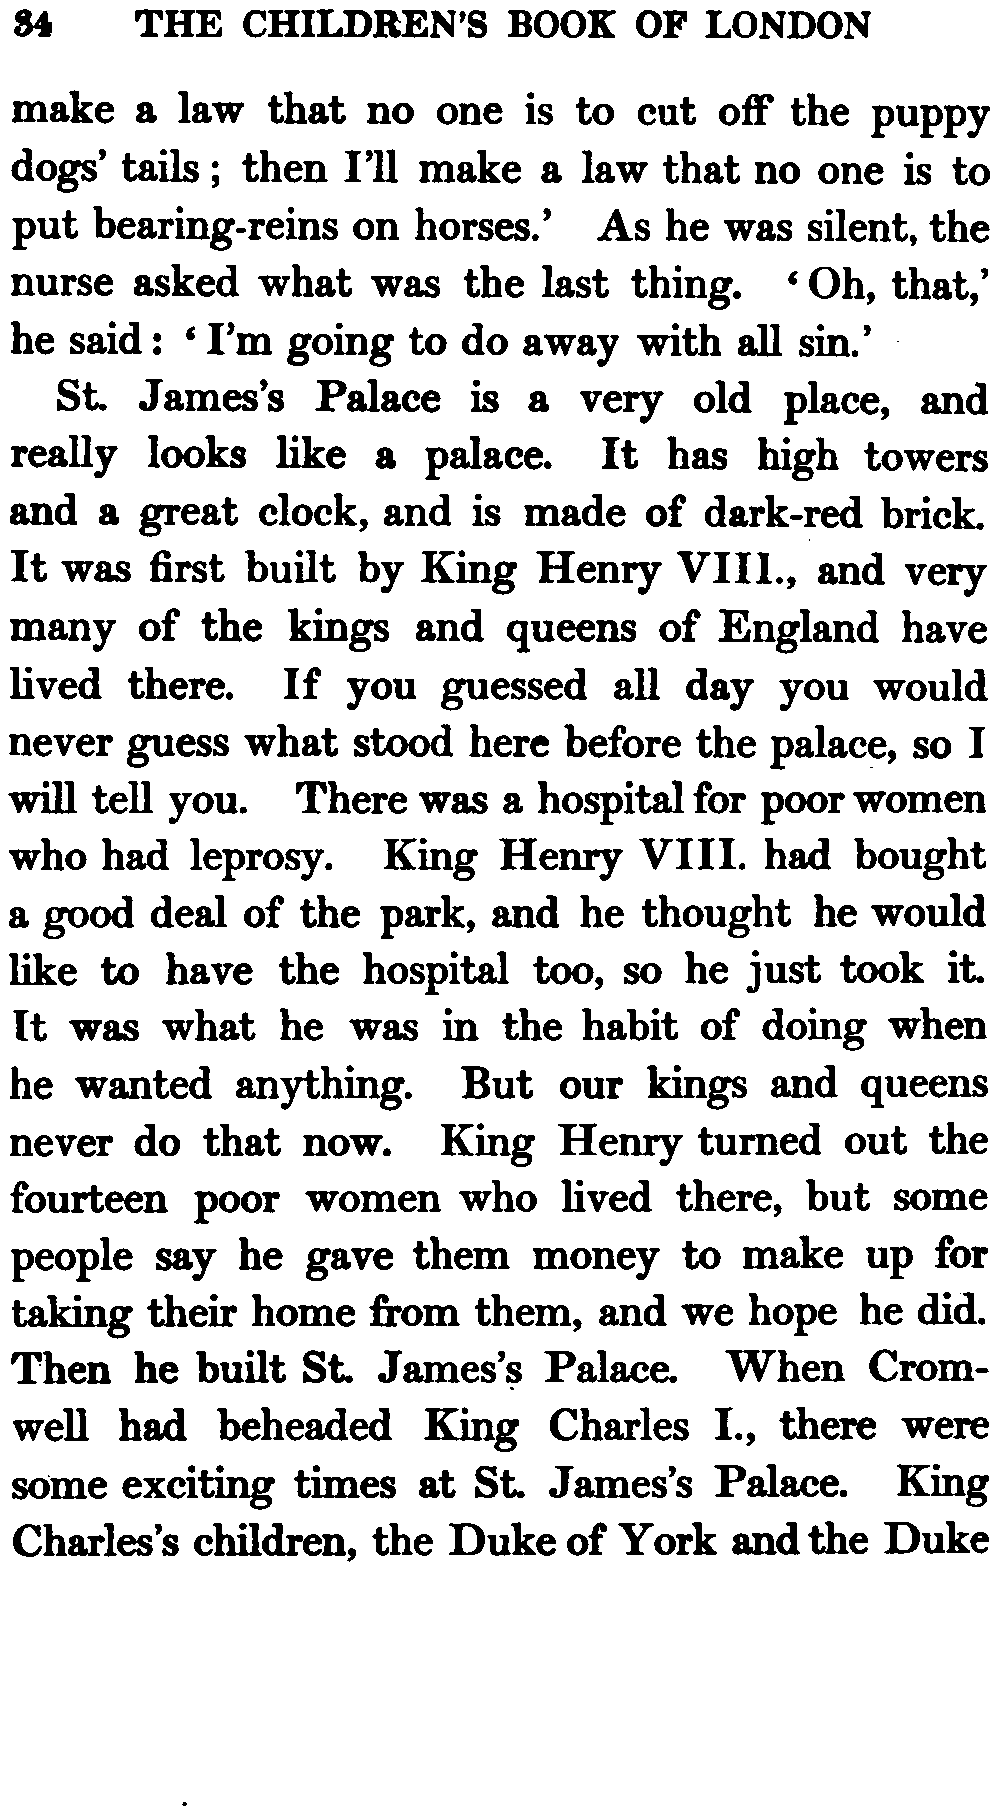 34 THE CHILDREN'S BOOK OF LONDON
make a law that no one is to cut off the puppy
dogs' tails ; then I'll make a law that no one is to
put bearing-reins on horses.' As he was silent, the
nurse asked what was the last thing. ‘ Oh, that,’
he said : ‘ I'm going to do away with all sin.’
St. James's Palace is a very old place, and
really looks like a palace. It has high towers
and a great clock, and is made of dark-red brick.
It was first built by King Henry VIII., and very
many of the kings and queens of England have
lived there. If you guessed all day you would
never guess what stood here before the palace, so I
will tell you. There was a hospital for poor women
who had leprosy. King Henry VIII. had bought
a good deal of the park, and he thought he would
like to have the hospital too, so he just took it.
It was what he was in the habit of doing when
he wanted anything. But our kings and queens
never do that now. King Henry turned out the
fourteen poor women who lived there, but some
people say he gave them money to make up for
taking their home from them, and we hope he did.
Then he built St. James's Palace. When Crom-
well had beheaded King Charles I., there were
some exciting times at St. James's Palace. King
Charles's children, the Duke of York and the Duke